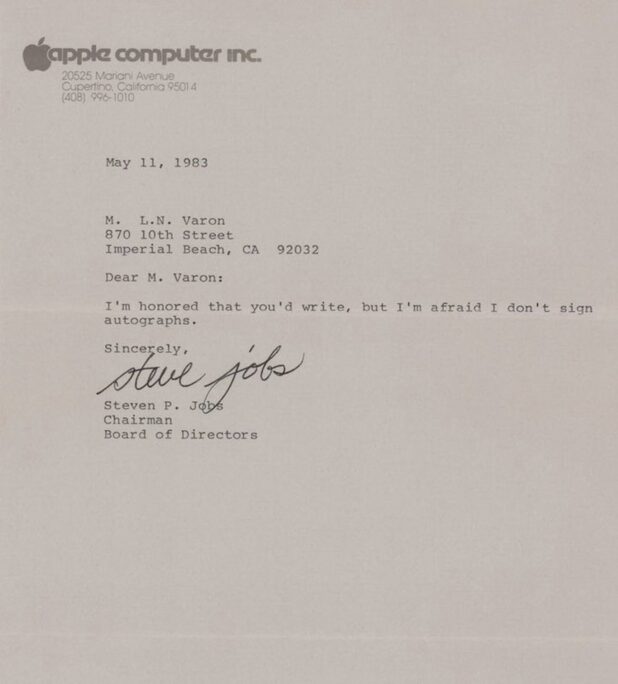 apple computer inc.
20525 Mariani Avenue
Cupertino, California 95014
(408) 996-1010
May 11, 1983
M. L.N. Varon
870 10th Street
Imperial Beach, CA 92032
Dear M. Varon:
I'm honored that you'd write, but I'm afraid I don't sign
autographs.
Sincerely,
steve jobs
Steven P. Jobs
Chairman
Board of Directors